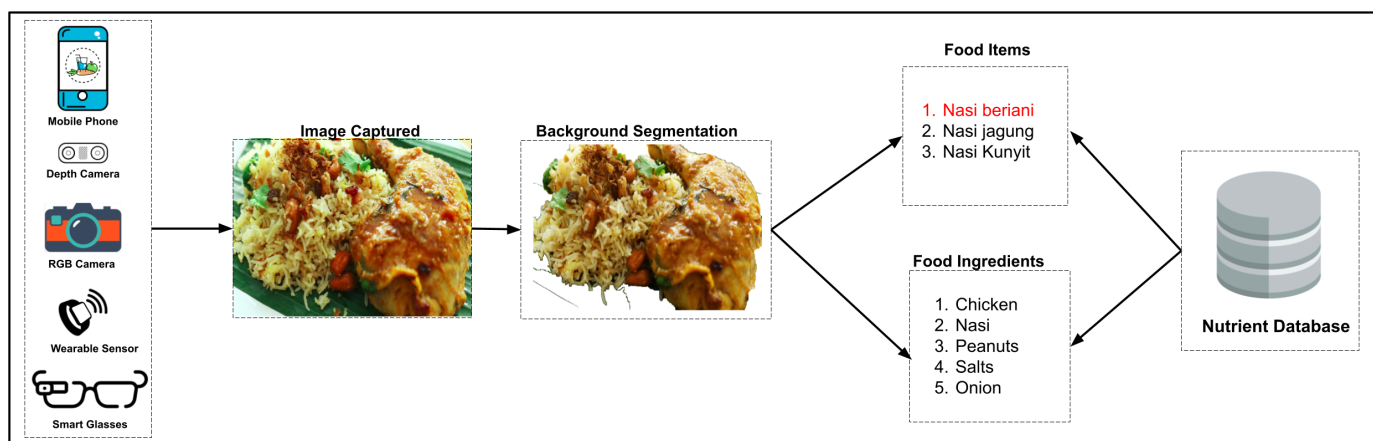 Mobile Phone
Depth Camera
RGB Camera
Wearable Sensor
Smart Glasses
Image Captured
Background Segmentation
Food Items
1. Nasi beriani
2. Nasi jagung
3. Nasi Kunyit
Food Ingredients
1. Chicken
2. Nasi
3. Peanuts
4. Salts
5. Onion
Nutrient Database